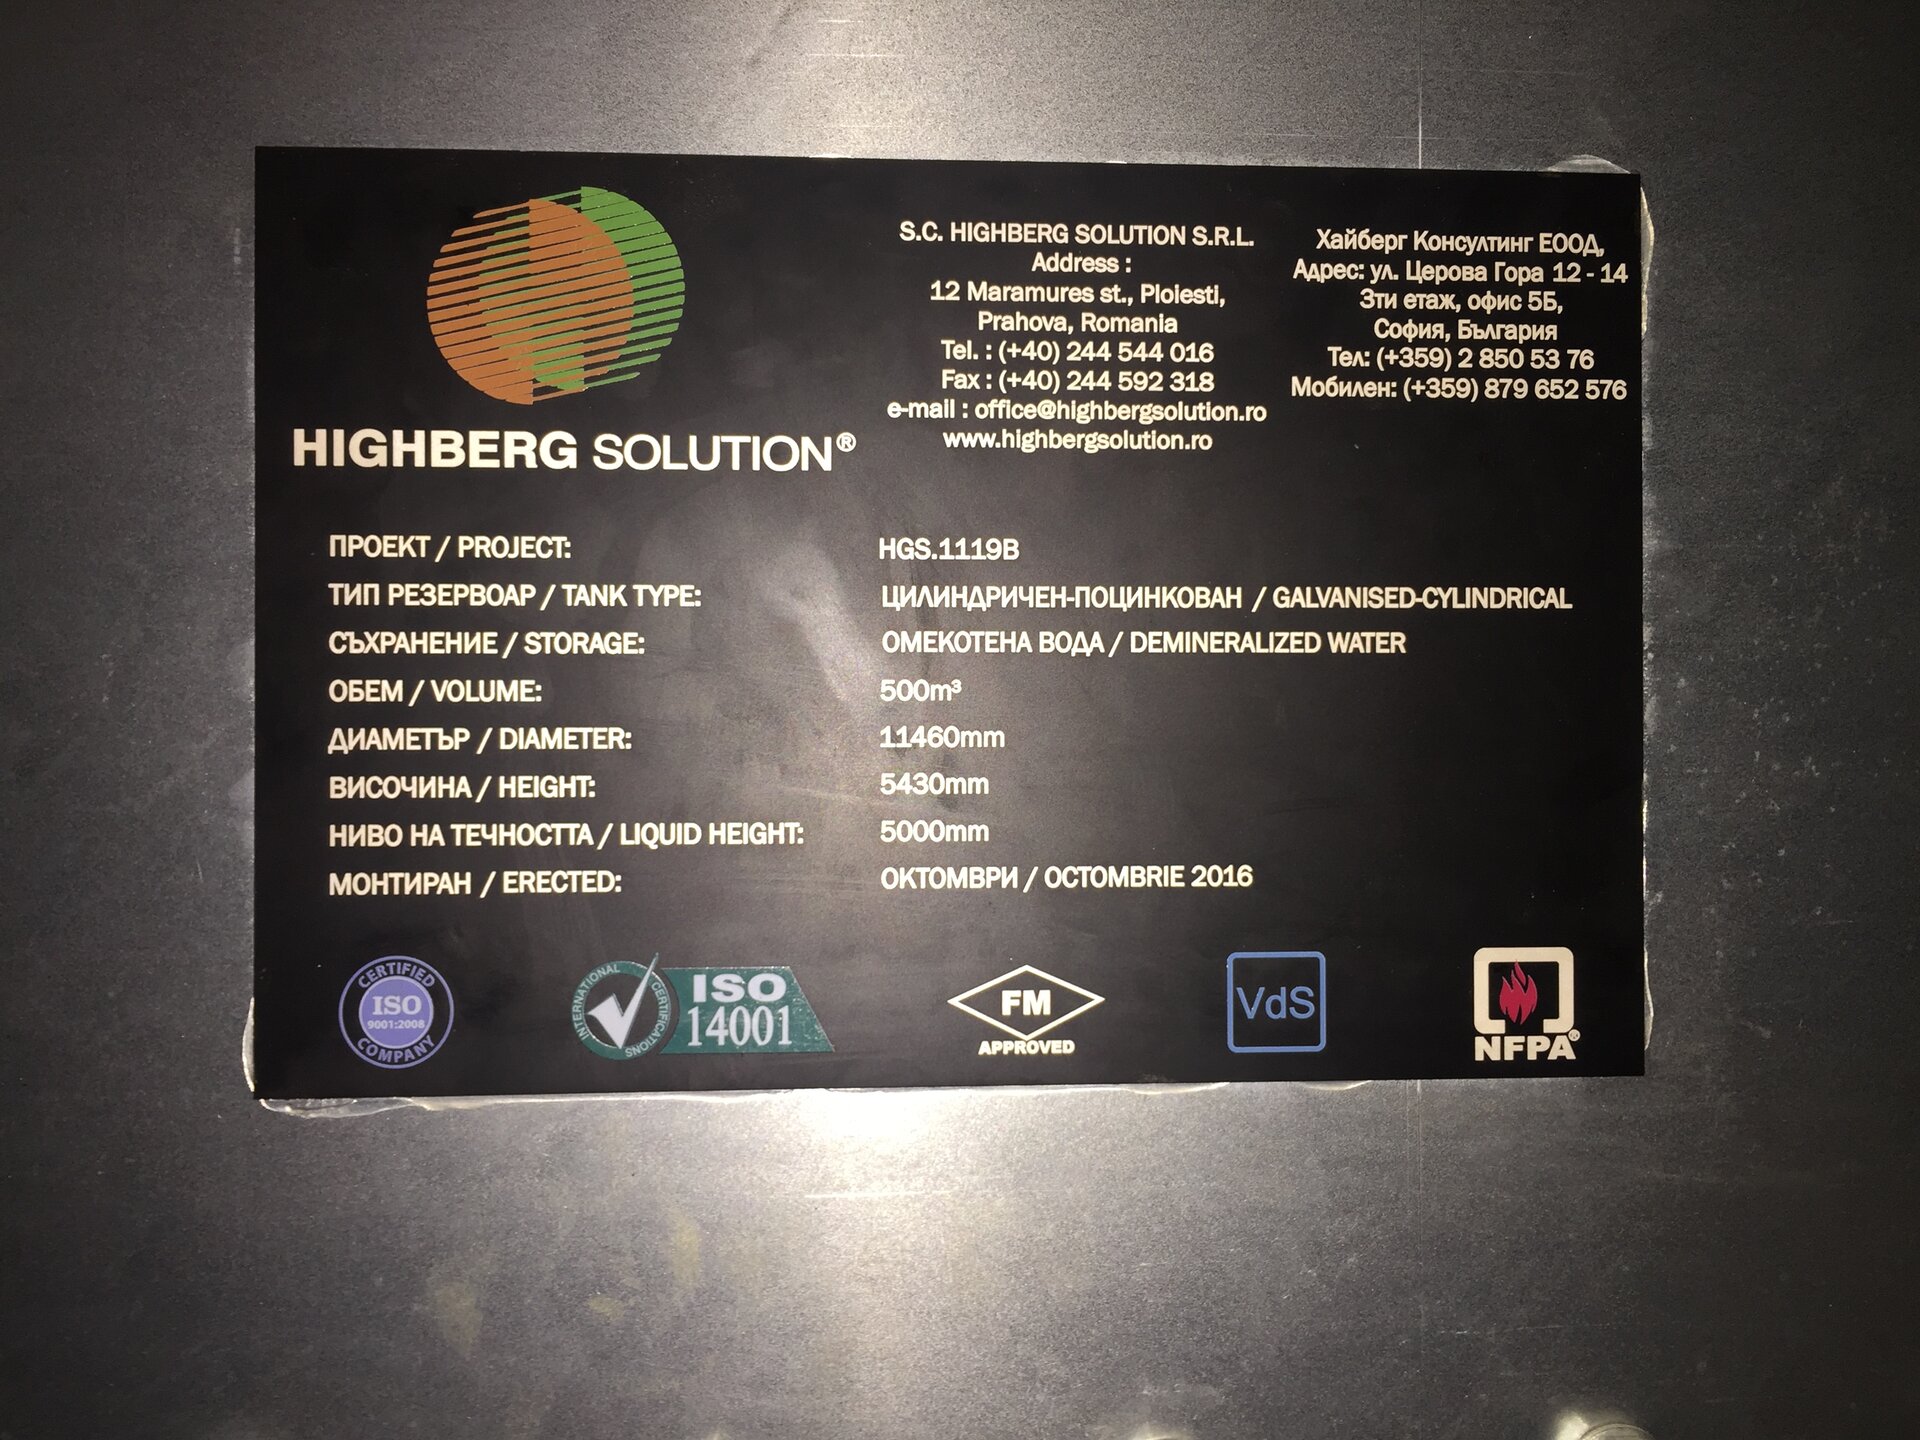 HIGHBERG SOLUTION®
S.C. HIGHBERG SOLUTION S.R.L.
Address :
12 Maramures st., Ploiesti,
Prahova, Romania
Tel. : (+40) 244 544 016
Fax : (+40) 244 592 318
e-mail : office@highbergsolution.ro
www.highbergsolution.ro
Хайберг Консултинг ЕООД,
Адрес: ул. Церова Гора 12 - 14
3ти етаж, офис 5Б,
София, България
Тел: (+359) 2 850 53 76
Мобилен: (+359) 879 652 576
ПРОЕКТ / PROJECT: HGS.1119B
ТИП РЕЗЕРВОАР / TANK TYPE: ЦИЛИНДРИЧЕН-ПОЦИНКОВАН / GALVANISED-CYLINDRICAL
СЪХРАНЕНИЕ / STORAGE: ОМЕКОТЕНА ВОДА / DEMINERALIZED WATER
ОБЕМ / VOLUME: 500m³
ДИАМЕТЪР / DIAMETER: 11460mm
ВИСОЧИНА / HEIGHT: 5430mm
НИВО НА ТЕЧНОСТТА / LIQUID HEIGHT: 5000mm
МОНТИРАН / ERECTED: ОКТОМВРИ / OCTOMBRIE 2016
CERTIFIED
ISO
9001:2008
COMPANY
INTERNATIONAL CERTIFICATIONS
ISO
14001
FM
APPROVED
VdS
NFPA®